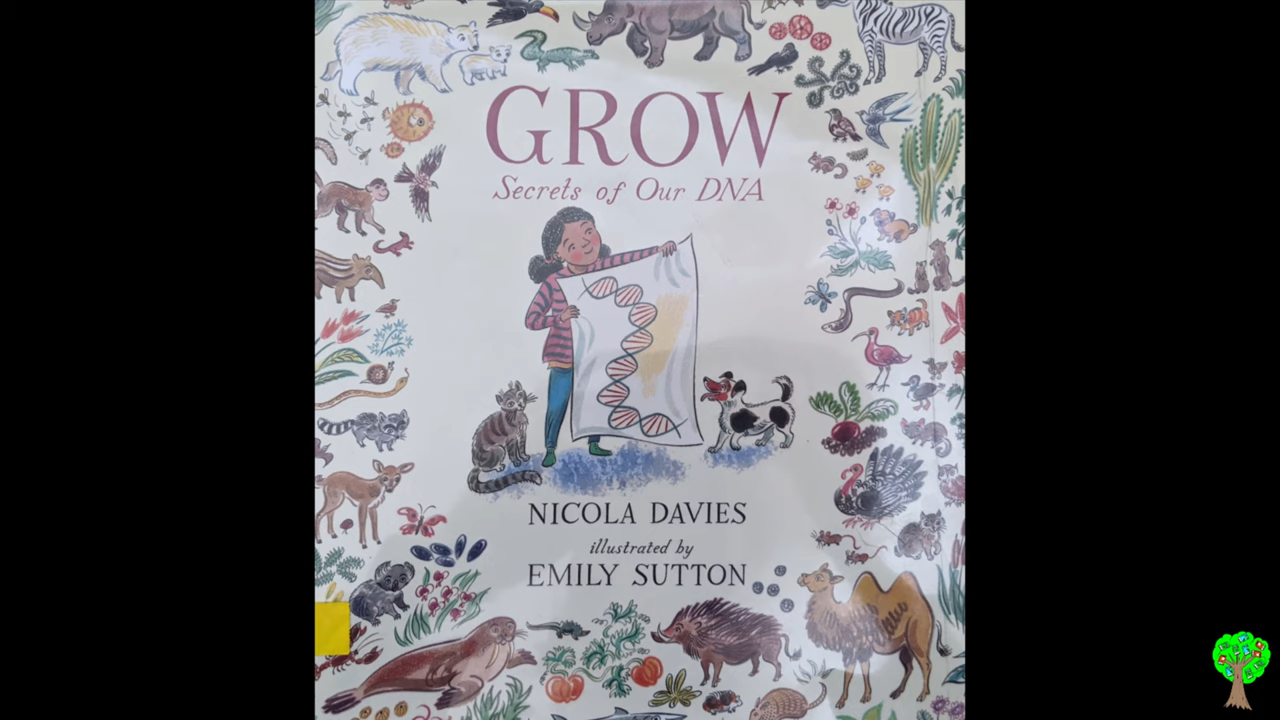 GROW
Secrets of Our DNA
NICOLA DAVIES
illustrated by
EMILY SUTTON